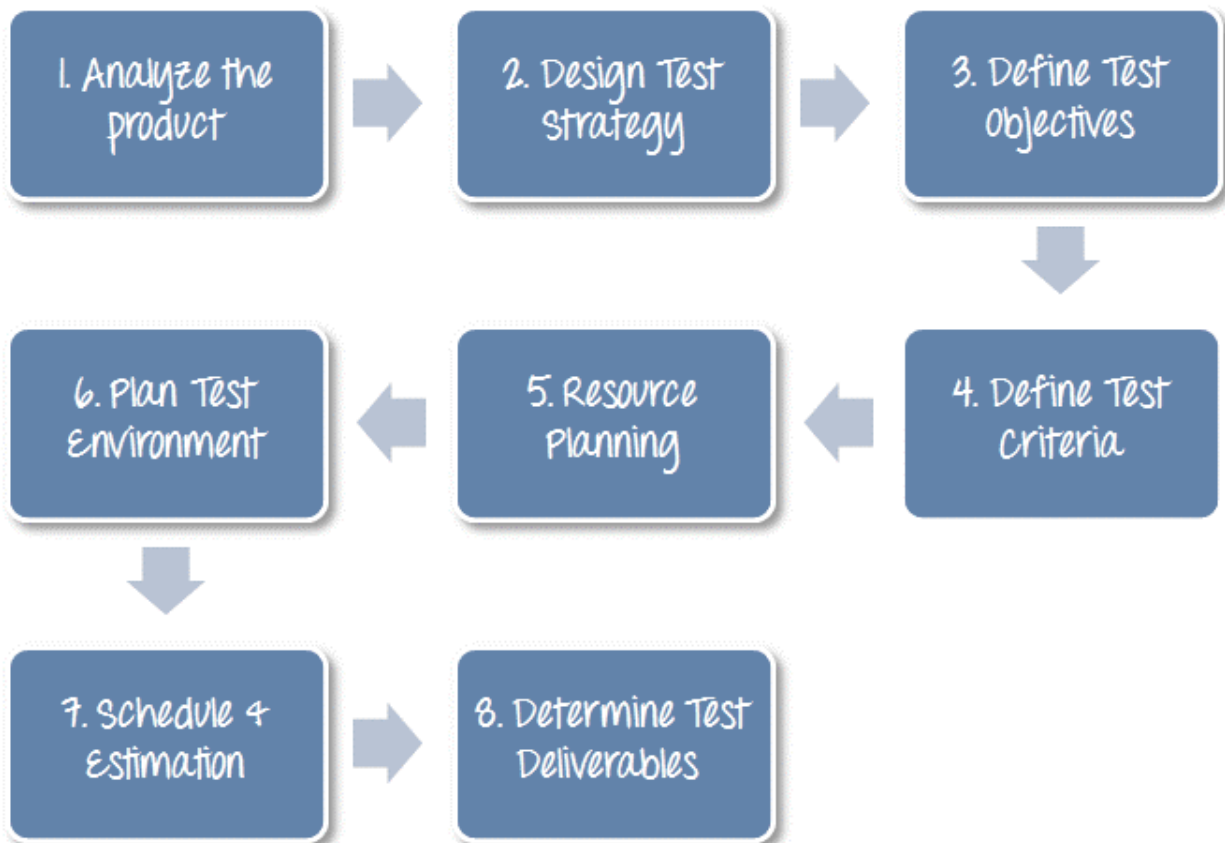 1. Analyze the
product
2. Design Test
Strategy
3. Define Test
Objectives
4. Define Test
Criteria
5. Resource
Planning
6. Plan Test
Environment
7. Schedule &
Estimation
8. Determine Test
Deliverables